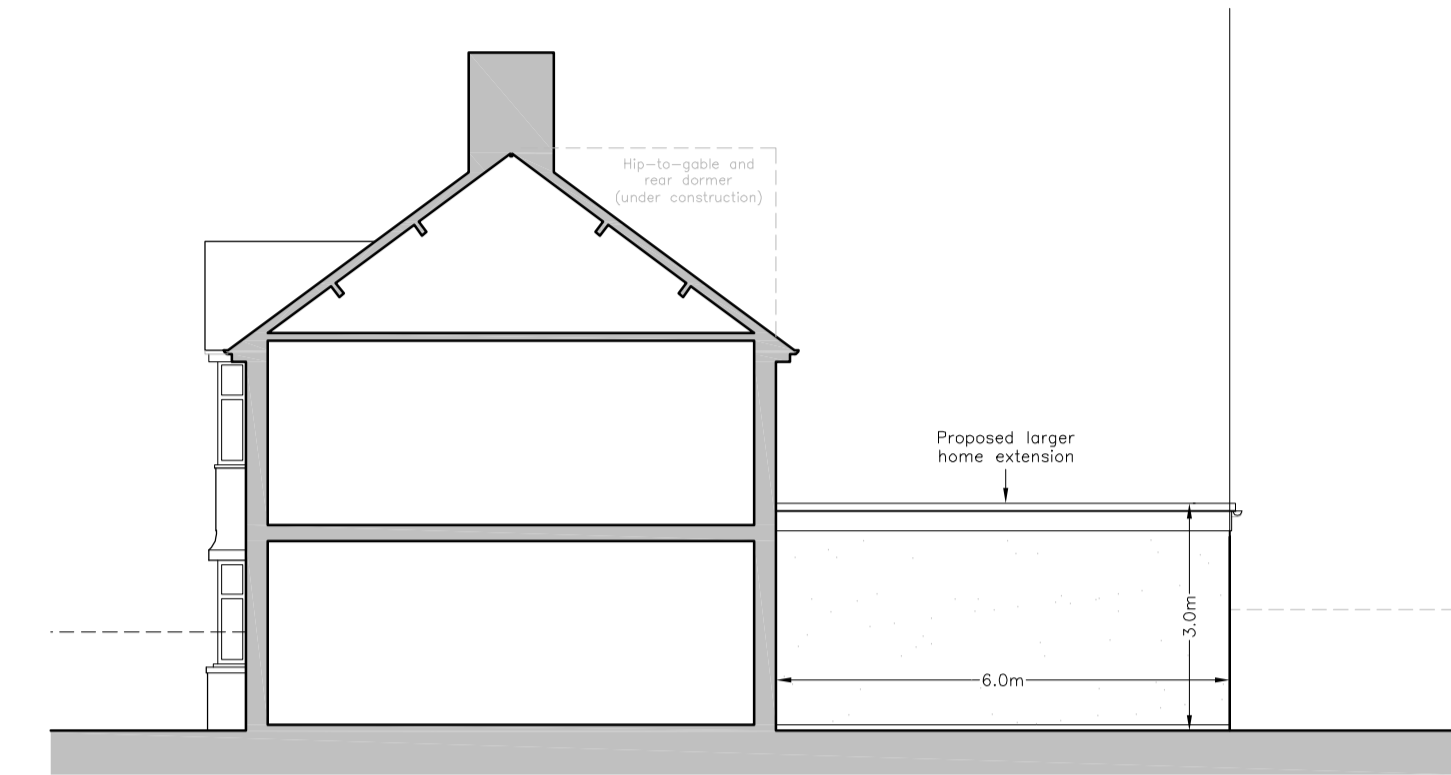 Hip-to-gable and
rear dormer
(under construction)
Proposed larger
home extension
3.0m
6.0m